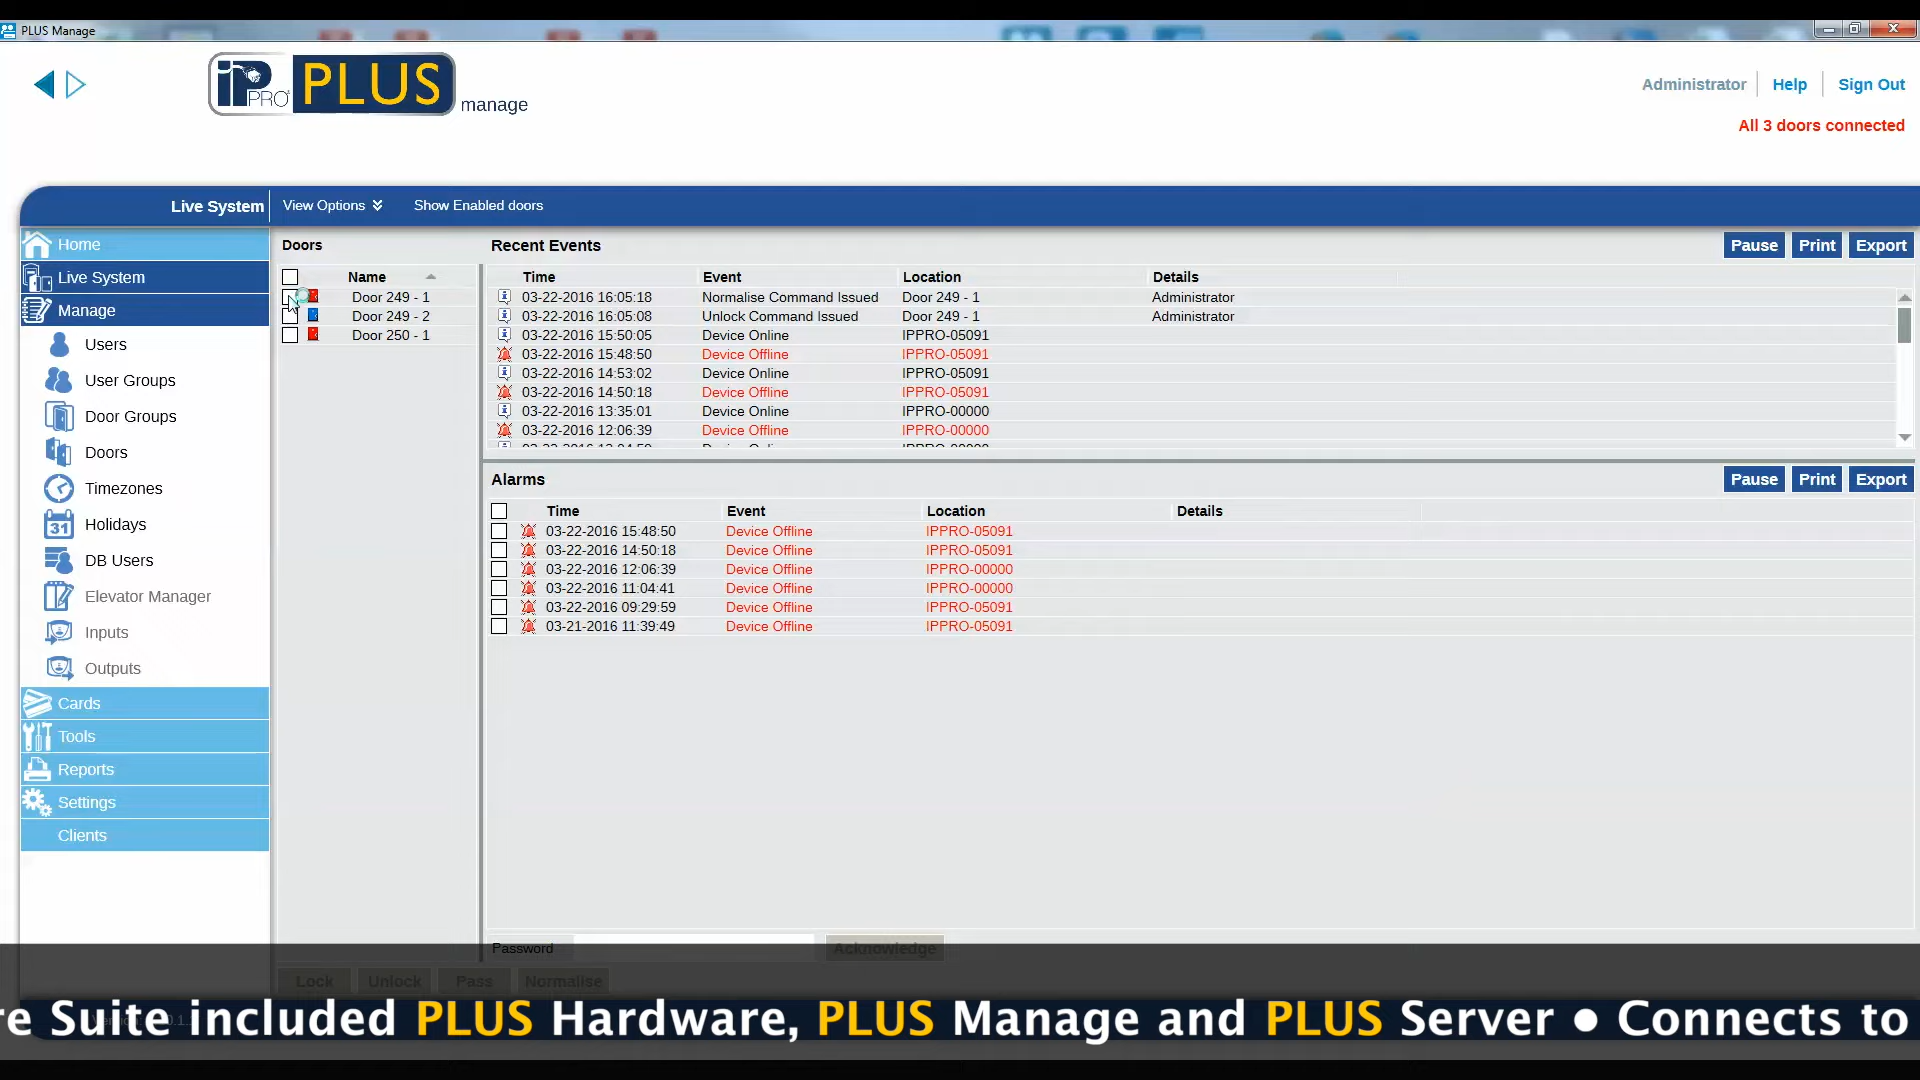 PLUS Manage
iP PRO PLUS manage
Administrator Help Sign Out
All 3 doors connected
Live System View Options Show Enabled doors
Home
Live System
Manage
Users
User Groups
Door Groups
Doors
Timezones
31 Holidays
DB Users
Elevator Manager
Inputs
Outputs
Cards
Tools
Reports
Settings
Clients
Doors
Name
Door 249 - 1
Door 249 - 2
Door 250 - 1
Recent Events Pause Print Export
Time Event Location Details
03-22-2016 16:05:18 Normalise Command Issued Door 249 - 1 Administrator
03-22-2016 16:05:08 Unlock Command Issued Door 249 - 1 Administrator
03-22-2016 15:50:05 Device Online IPPRO-05091
03-22-2016 15:48:50 Device Offline IPPRO-05091
03-22-2016 14:53:02 Device Online IPPRO-05091
03-22-2016 14:50:18 Device Offline IPPRO-05091
03-22-2016 13:35:01 Device Online IPPRO-00000
03-22-2016 12:06:39 Device Offline IPPRO-00000
Alarms Pause Print Export
Time Event Location Details
03-22-2016 15:48:50 Device Offline IPPRO-05091
03-22-2016 14:50:18 Device Offline IPPRO-05091
03-22-2016 12:06:39 Device Offline IPPRO-00000
03-22-2016 11:04:41 Device Offline IPPRO-00000
03-22-2016 09:29:59 Device Offline IPPRO-05091
03-21-2016 11:39:49 Device Offline IPPRO-05091
Password Acknowledge
Lock Unlock Pass Normalise
re Suite included PLUS Hardware, PLUS Manage and PLUS Server ● Connects to